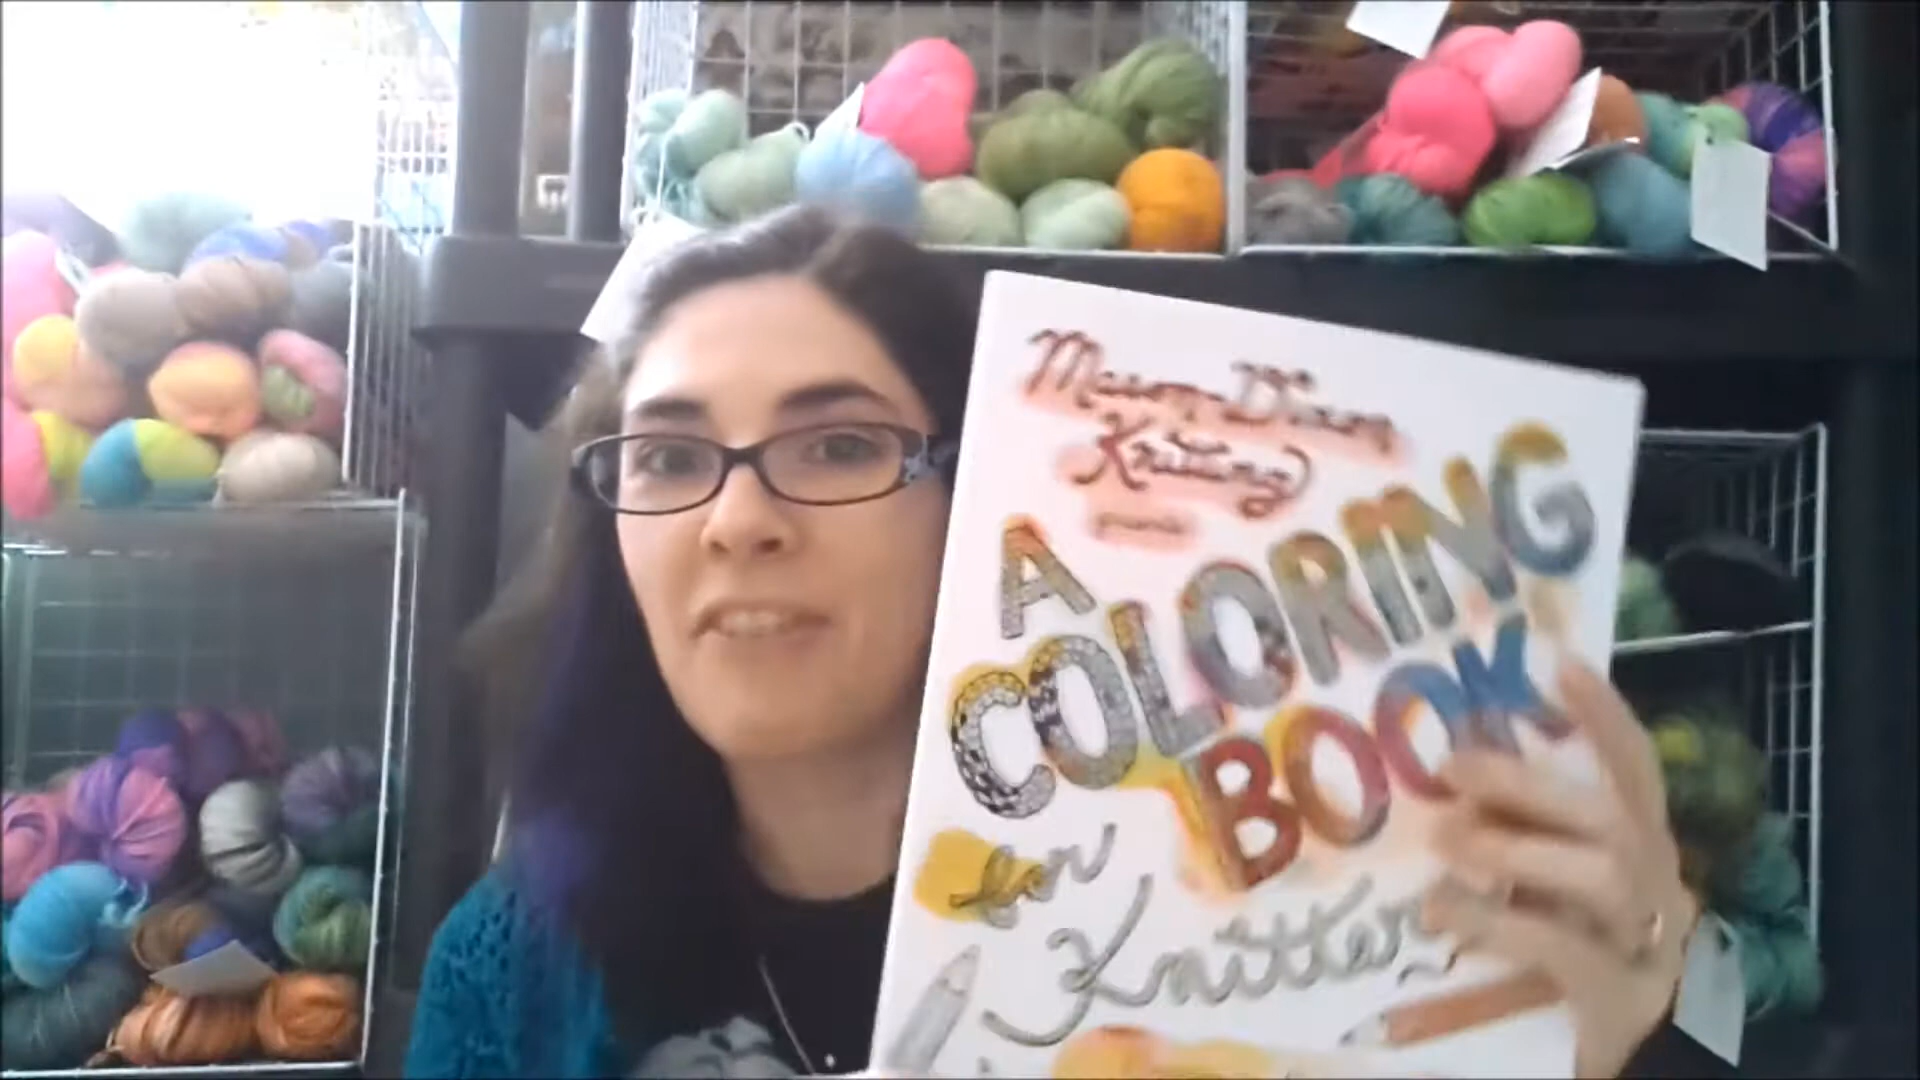 Mason-Dixon
Knitting
presents
A
COLORING
BOOK
for
Knitters